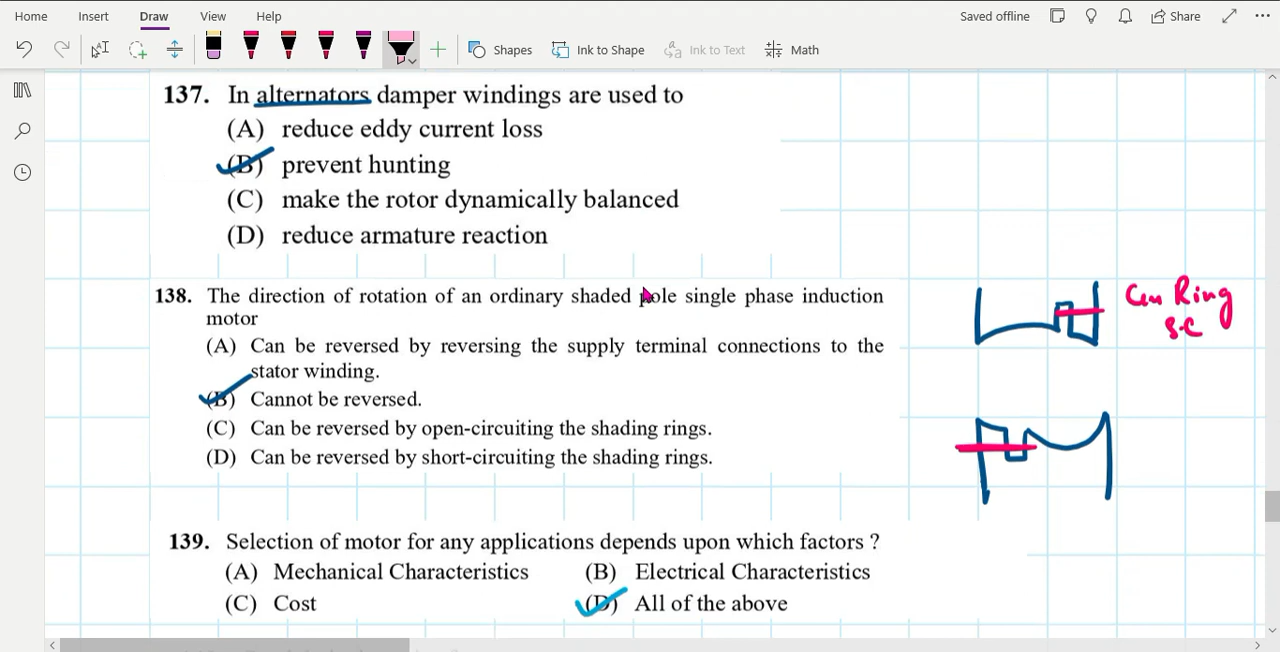 Home Insert Draw View Help Saved offline Share
Shapes Ink to Shape Ink to Text Math
137. In alternators damper windings are used to
(A) reduce eddy current loss
(B) prevent hunting
(C) make the rotor dynamically balanced
(D) reduce armature reaction
138. The direction of rotation of an ordinary shaded pole single phase induction
motor
(A) Can be reversed by reversing the supply terminal connections to the
stator winding.
(B) Cannot be reversed.
(C) Can be reversed by open-circuiting the shading rings.
(D) Can be reversed by short-circuiting the shading rings.
Ring
S.C
139. Selection of motor for any applications depends upon which factors ?
(A) Mechanical Characteristics (B) Electrical Characteristics
(C) Cost (D) All of the above